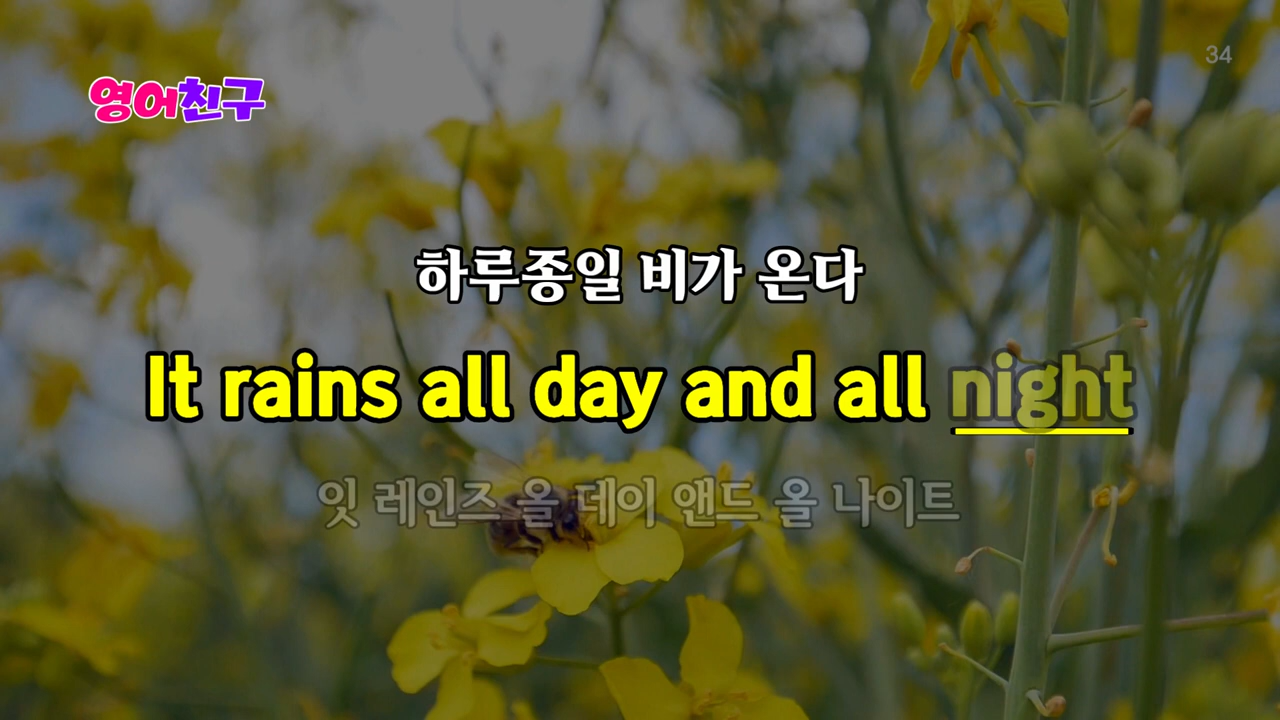 34
영어친구
하루종일 비가 온다
It rains all day and all night
잇 레인즈 올 데이 앤드 올 나이트